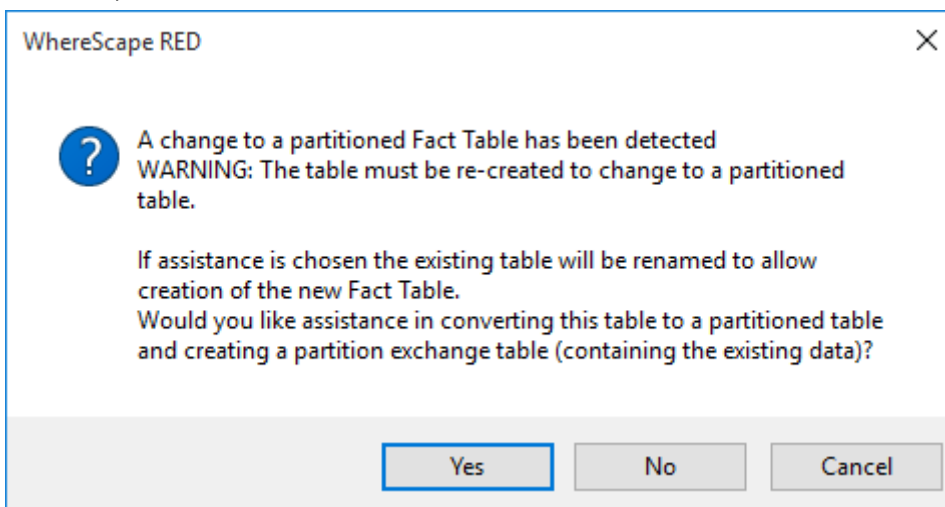 WhereScape RED
A change to a partitioned Fact Table has been detected
WARNING: The table must be re-created to change to a partitioned
table.
If assistance is chosen the existing table will be renamed to allow
creation of the new Fact Table.
Would you like assistance in converting this table to a partitioned table
and creating a partition exchange table (containing the existing data)?
Yes No Cancel